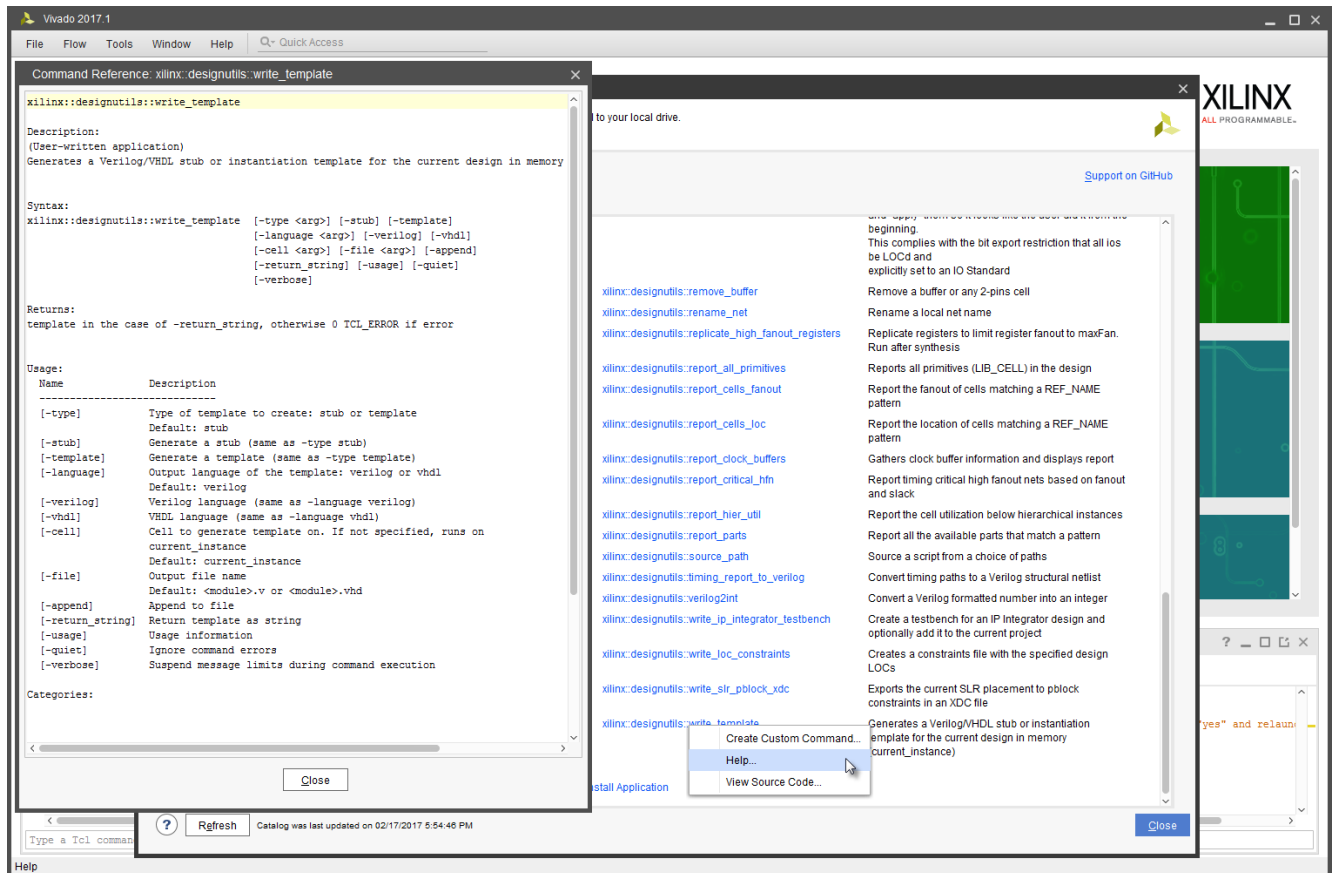 Vivado 2017.1
File Flow Tools Window Help Quick Access
Command Reference: xilinx::designutils::write_template
xilinx::designutils::write_template
Description:
(User-written application)
Generates a Verilog/VHDL stub or instantiation template for the current design in memory
Syntax:
xilinx::designutils::write_template [-type <arg>] [-stub] [-template]
[-language <arg>] [-verilog] [-vhdl]
[-cell <arg>] [-file <arg>] [-append]
[-return_string] [-usage] [-quiet]
[-verbose]
Returns:
template in the case of -return_string, otherwise 0 TCL_ERROR if error
Usage:
Name Description
-----------------------------
[-type] Type of template to create: stub or template
Default: stub
[-stub] Generate a stub (same as -type stub)
[-template] Generate a template (same as -type template)
[-language] Output language of the template: verilog or vhdl
Default: verilog
[-verilog] Verilog language (same as -language verilog)
[-vhdl] VHDL language (same as -language vhdl)
[-cell] Cell to generate template on. If not specified, runs on
current_instance
Default: current_instance
[-file] Output file name
Default: <module>.v or <module>.vhd
[-append] Append to file
[-return_string] Return template as string
[-usage] Usage information
[-quiet] Ignore command errors
[-verbose] Suspend message limits during command execution
Categories:
Close
to your local drive.
XILINX
ALL PROGRAMMABLE™
Support on GitHub
beginning.
This complies with the bit export restriction that all ios
be LOCd and
explicitly set to an IO Standard
xilinx::designutils::remove_buffer Remove a buffer or any 2-pins cell
xilinx::designutils::rename_net Rename a local net name
xilinx::designutils::replicate_high_fanout_registers Replicate registers to limit register fanout to maxFan.
Run after synthesis
xilinx::designutils::report_all_primitives Reports all primitives (LIB_CELL) in the design
xilinx::designutils::report_cells_fanout Report the fanout of cells matching a REF_NAME
pattern
xilinx::designutils::report_cells_loc Report the location of cells matching a REF_NAME
pattern
xilinx::designutils::report_clock_buffers Gathers clock buffer information and displays report
xilinx::designutils::report_critical_hfn Report timing critical high fanout nets based on fanout
and slack
xilinx::designutils::report_hier_util Report the cell utilization below hierarchical instances
xilinx::designutils::report_parts Report all the available parts that match a pattern
xilinx::designutils::source_path Source a script from a choice of paths
xilinx::designutils::timing_report_to_verilog Convert timing paths to a Verilog structural netlist
xilinx::designutils::verilog2int Convert a Verilog formatted number into an integer
xilinx::designutils::write_ip_integrator_testbench Create a testbench for an IP Integrator design and
optionally add it to the current project
xilinx::designutils::write_loc_constraints Creates a constraints file with the specified design
LOCs
xilinx::designutils::write_slr_pblock_xdc Exports the current SLR placement to pblock
constraints in an XDC file
xilinx::designutils::write_template Generates a Verilog/VHDL stub or instantiation
template for the current design in memory
current_instance)
Create Custom Command...
Help...
View Source Code...
stall Application
"yes" and relaun
? Refresh Catalog was last updated on 02/17/2017 5:54:46 PM
Close
Type a Tcl comman
Help